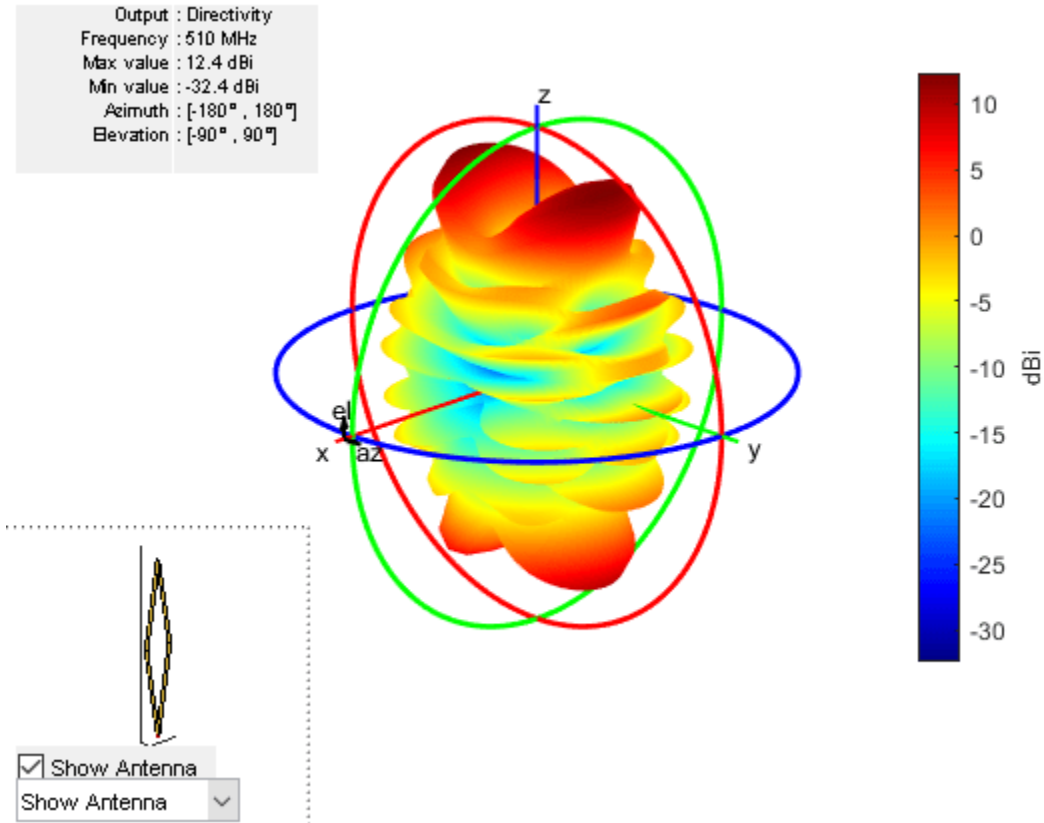 Output : Directivity
Frequency : 510 MHz
Max value : 12.4 dBi
Min value : -32.4 dBi
Azimuth : [-180° , 180°]
Elevation : [-90° , 90°]
z
10
5
0
-5
-10
-15
-20
-25
-30
dBi
el
x
az
y
Show Antenna
Show Antenna